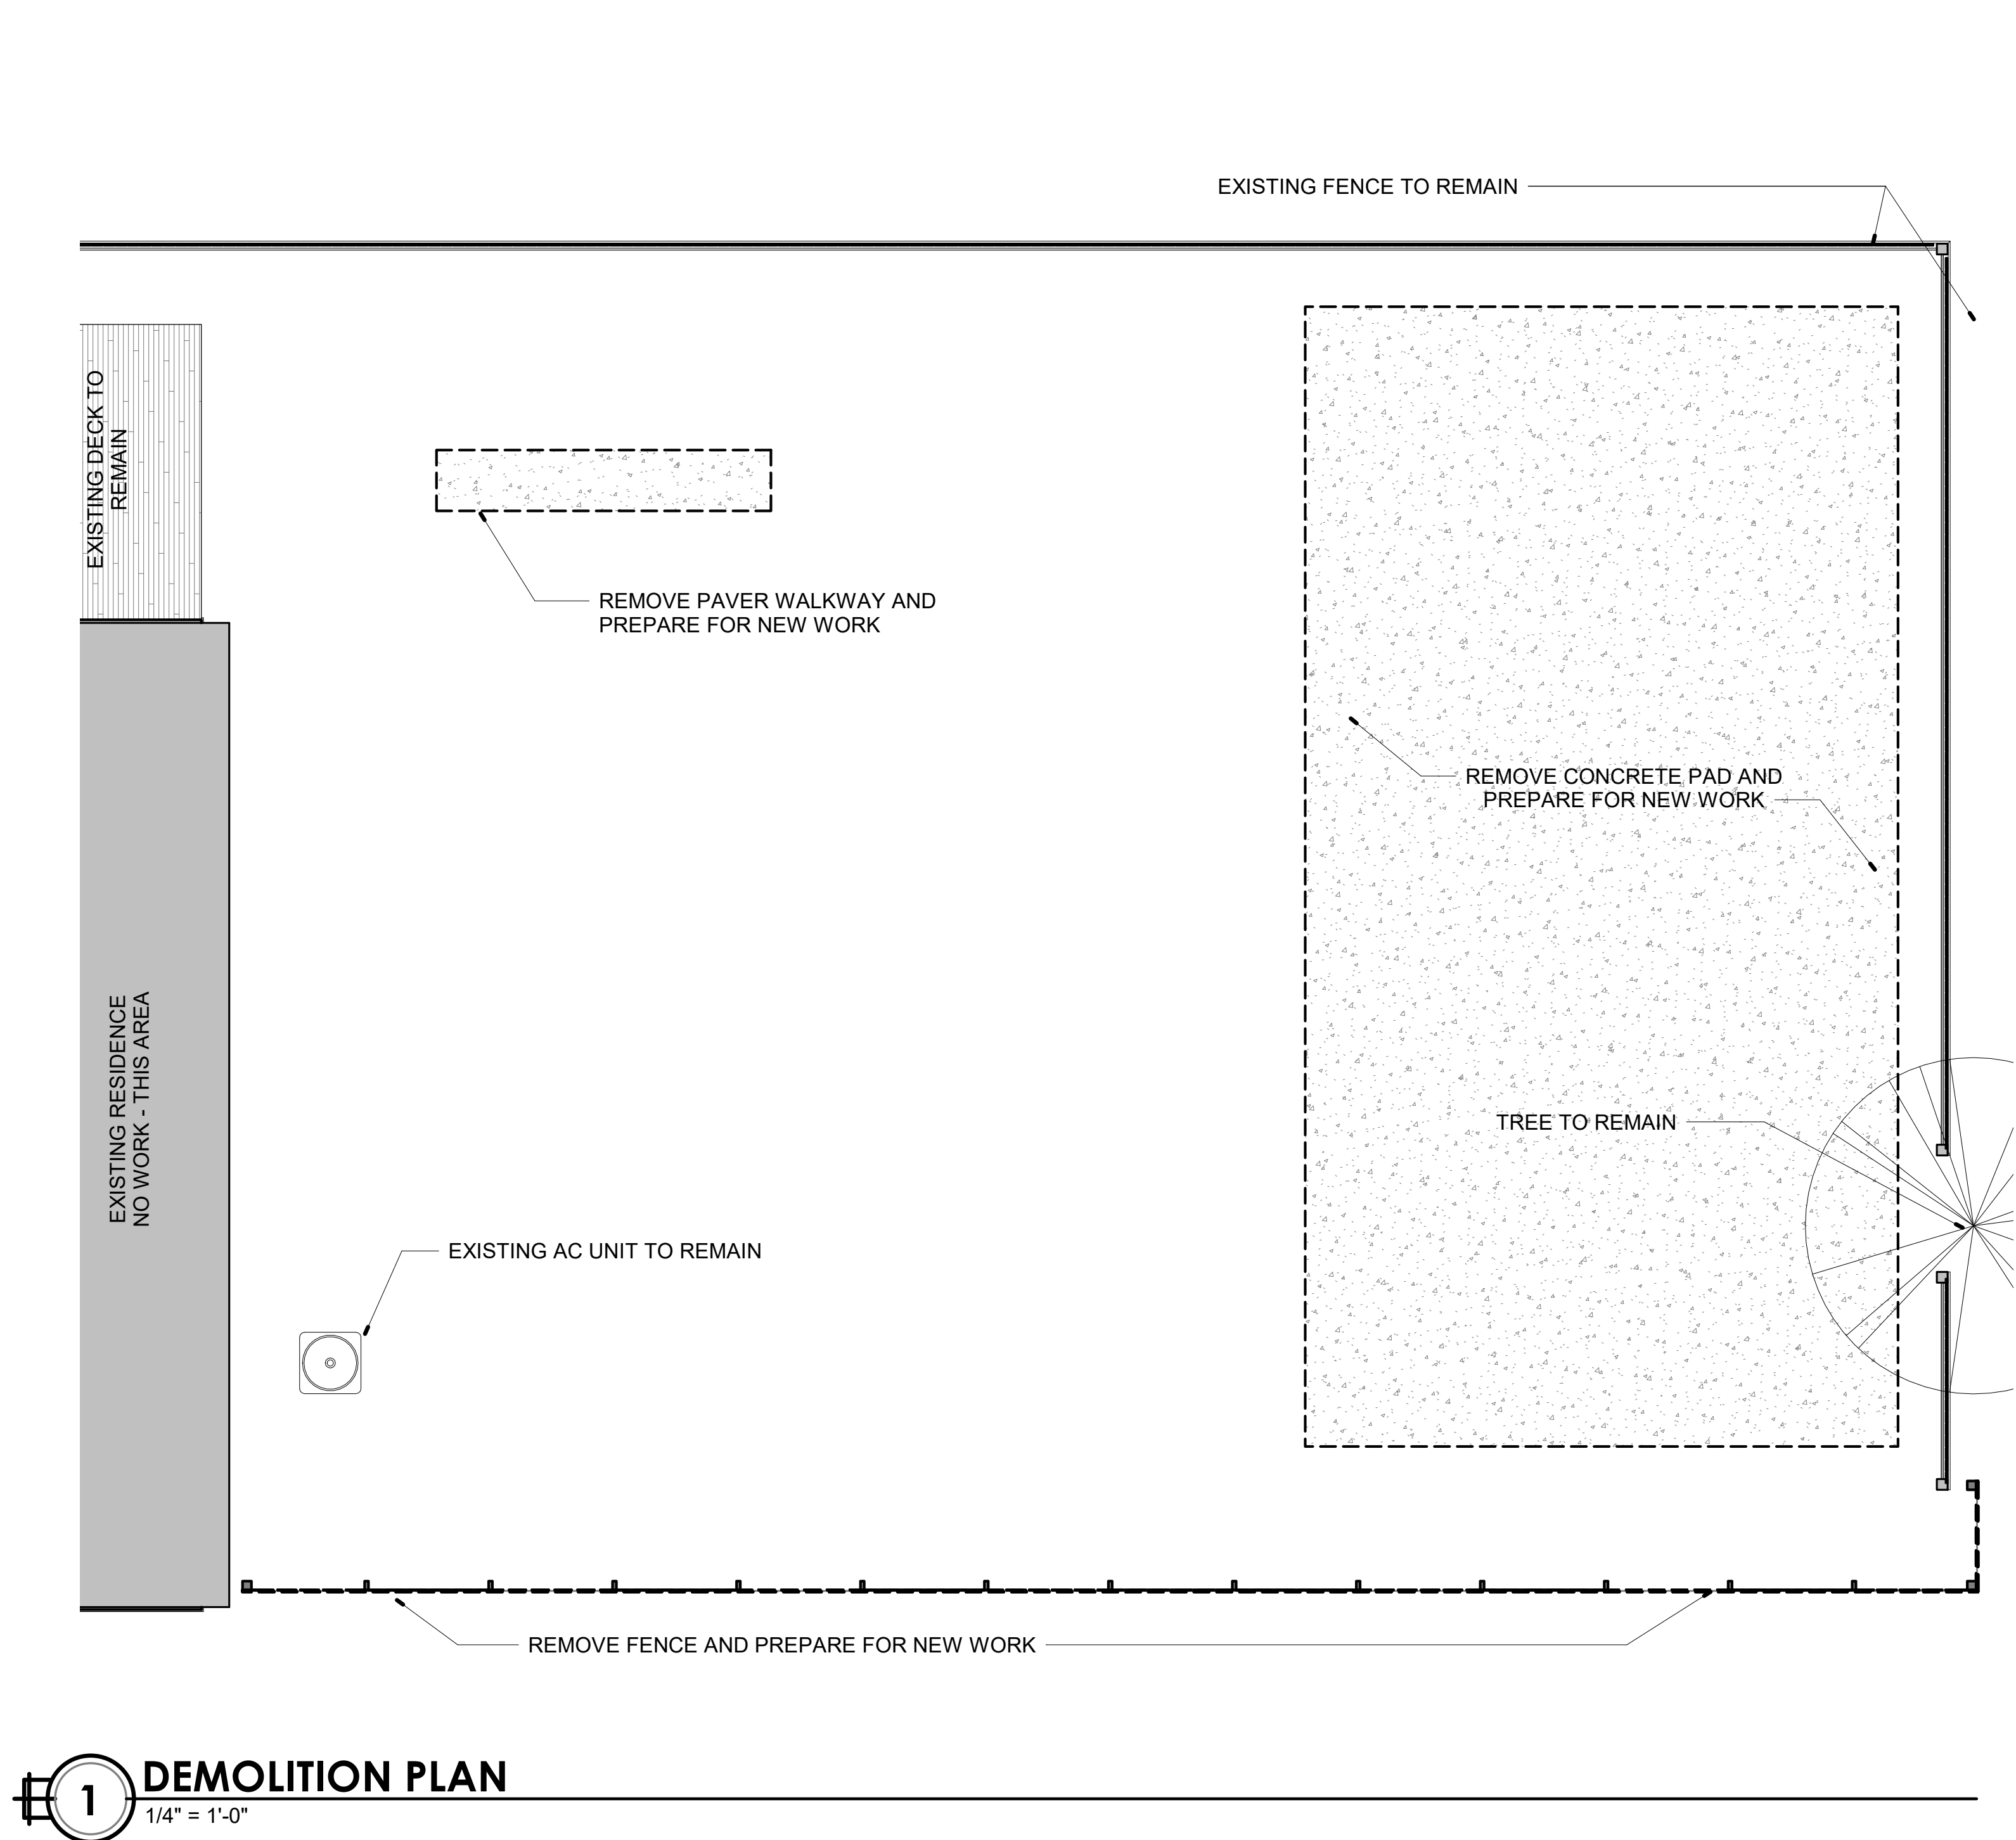 EXISTING FENCE TO REMAIN
EXISTING DECK TO
REMAIN
REMOVE PAVER WALKWAY AND
PREPARE FOR NEW WORK
REMOVE CONCRETE PAD AND
PREPARE FOR NEW WORK
EXISTING RESIDENCE
NO WORK - THIS AREA
TREE TO REMAIN
EXISTING AC UNIT TO REMAIN
REMOVE FENCE AND PREPARE FOR NEW WORK
1
DEMOLITION PLAN
1/4" = 1'-0"